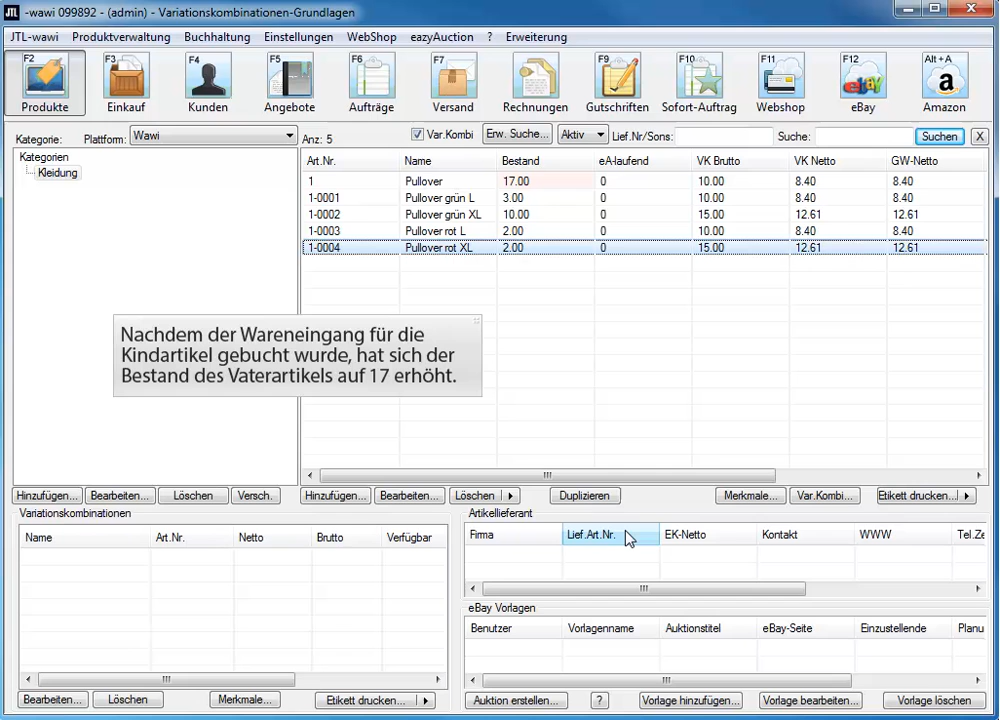 JTL -wawi 099892 - (admin) - Variationskombinationen-Grundlagen
JTL-wawi Produktverwaltung Buchhaltung Einstellungen WebShop eazyAuction ? Erweiterung
F2 F3 F4 F5 F6 F7 F9 F10 F11 F12 Alt + A
Produkte Einkauf Kunden Angebote Aufträge Versand Rechnungen Gutschriften Sofort-Auftrag Webshop eBay Amazon
Kategorie: Plattform: Wawi Anz: 5 Var.Kombi Erw. Suche... Aktiv Lief.Nr/Sons: Suche: Suchen X
Kategorien
Kleidung
Art.Nr. Name Bestand eA-laufend VK Brutto VK Netto GW-Netto
1 Pullover 17.00 0 10.00 8.40 8.40
1-0001 Pullover grün L 3.00 0 10.00 8.40 8.40
1-0002 Pullover grün XL 10.00 0 15.00 12.61 12.61
1-0003 Pullover rot L 2.00 0 10.00 8.40 8.40
1-0004 Pullover rot XL 2.00 0 15.00 12.61 12.61
Nachdem der Wareneingang für die
Kindartikel gebucht wurde, hat sich der
Bestand des Vaterartikels auf 17 erhöht.
Hinzufügen... Bearbeiten... Löschen Versch. Hinzufügen... Bearbeiten... Löschen Duplizieren Merkmale... Var.Kombi... Etikett drucken...
Variationskombinationen
Name Art.Nr. Netto Brutto Verfügbar
Bearbeiten... Löschen Merkmale... Etikett drucken...
Artikellieferant
Firma Lief.Art.Nr. EK-Netto Kontakt WWW Tel.Ze
eBay Vorlagen
Benutzer Vorlagenname Auktionstitel eBay-Seite Einzustellende Planu
Auktion erstellen... ? Vorlage hinzufügen... Vorlage bearbeiten... Vorlage löschen